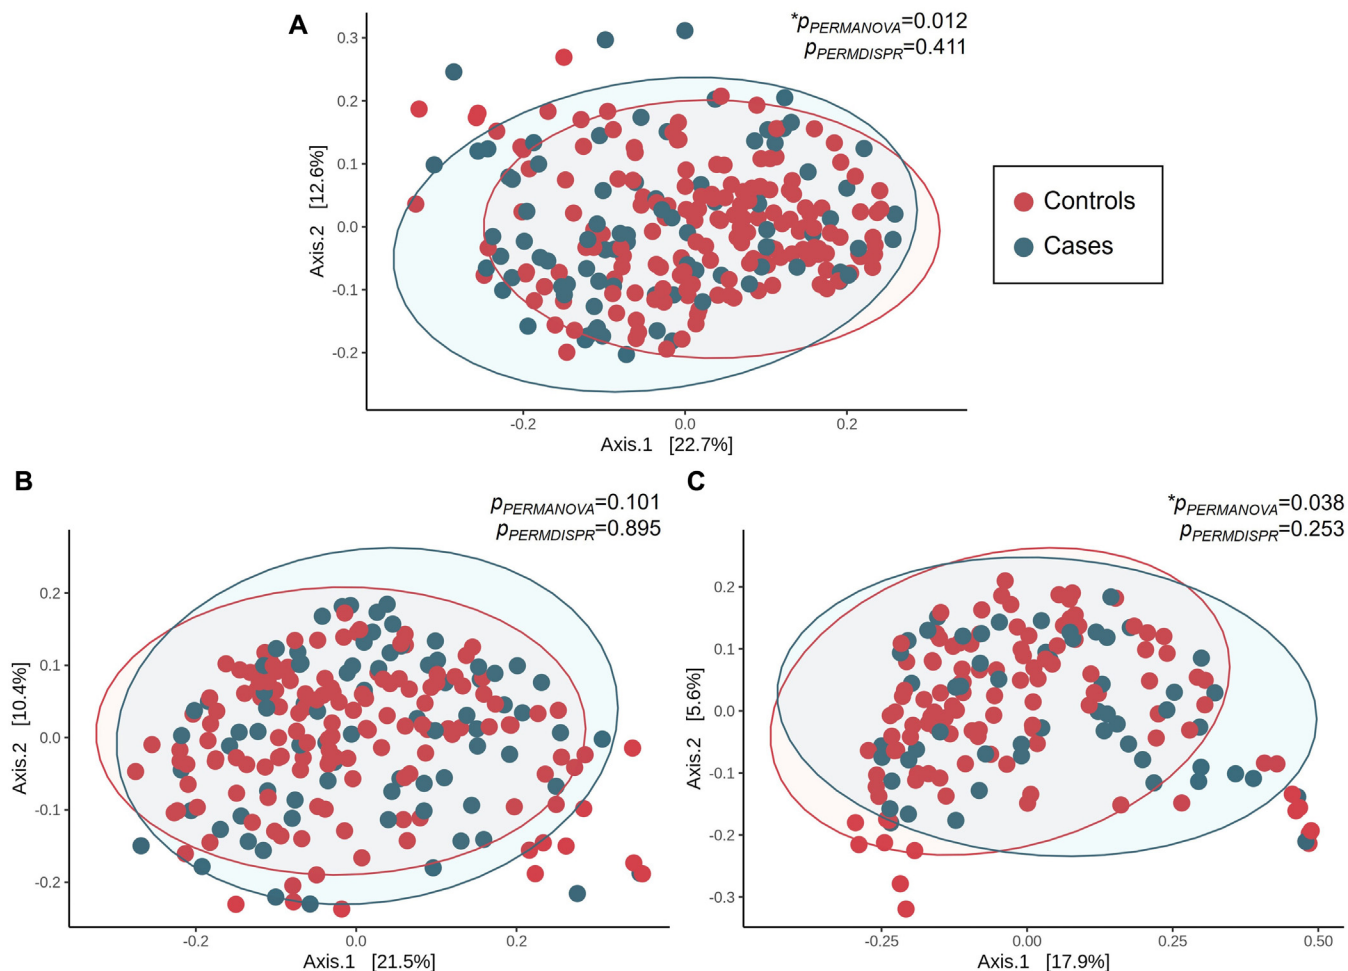 A
*pPERMANOVA=0.012
pPERMDISPR=0.411
0.3
0.2
0.1
0.0
-0.1
-0.2
Axis.2 [12.6%]
-0.2 0.0 0.2
Axis.1 [22.7%]
Controls
Cases
B
pPERMANOVA=0.101
pPERMDISPR=0.895
0.2
0.1
0.0
-0.1
-0.2
Axis.2 [10.4%]
-0.2 0.0 0.2
Axis.1 [21.5%]
C
*pPERMANOVA=0.038
pPERMDISPR=0.253
0.2
0.1
0.0
-0.1
-0.2
-0.3
Axis.2 [5.6%]
-0.25 0.00 0.25 0.50
Axis.1 [17.9%]